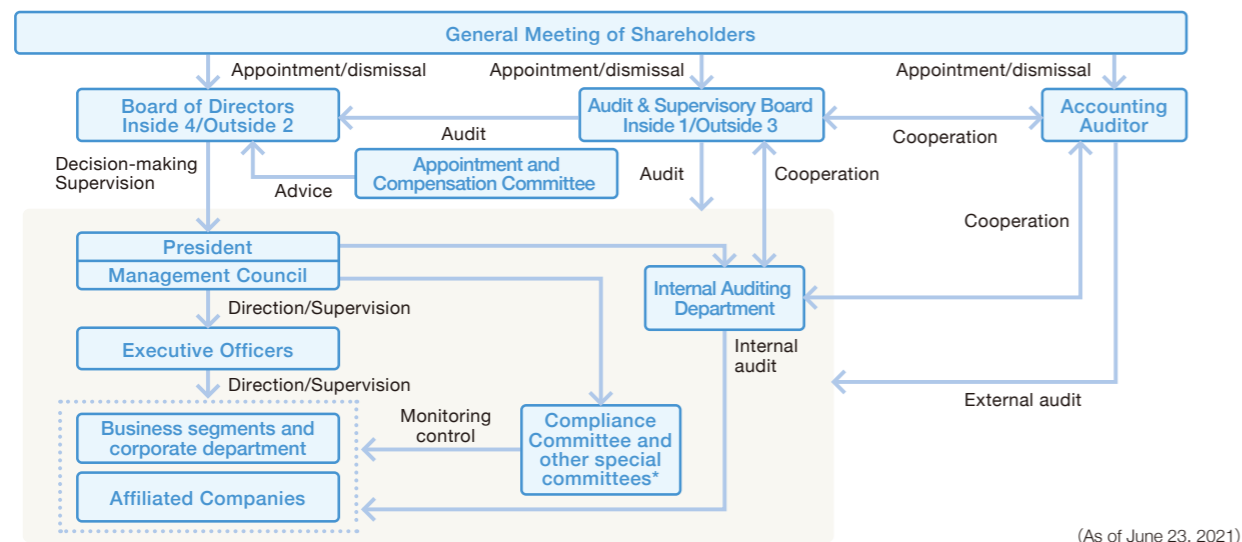 General Meeting of Shareholders
Appointment/dismissal
Appointment/dismissal
Appointment/dismissal
Board of Directors
Inside 4/Outside 2
Audit
Audit & Supervisory Board
Inside 1/Outside 3
Cooperation
Accounting
Auditor
Decision-making
Supervision
Advice
Appointment and
Compensation Committee
Audit
Cooperation
Cooperation
President
Management Council
Internal Auditing
Department
Direction/Supervision
Executive Officers
Internal
audit
Direction/Supervision
External audit
Business segments and
corporate department
Monitoring
control
Compliance
Committee and
other special
committees*
Affiliated Companies
(As of June 23, 2021)